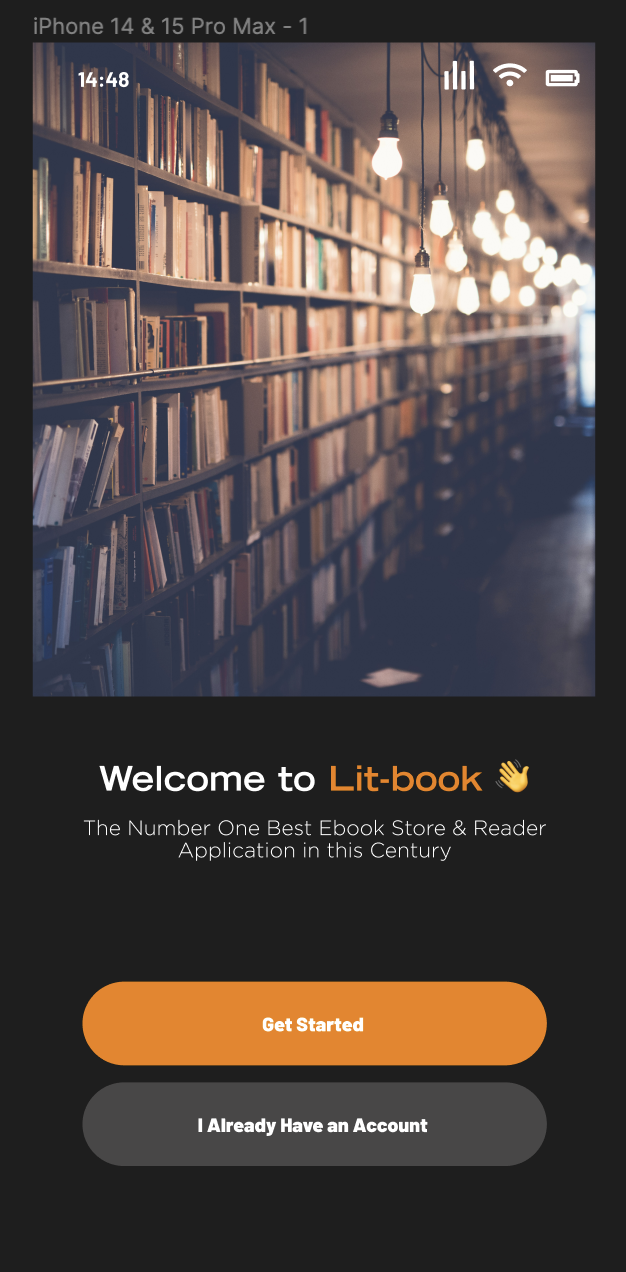 iPhone 14 & 15 Pro Max - 1
14:48
Welcome to Lit-book 👋
The Number One Best Ebook Store & Reader
Application in this Century
Get Started
I Already Have an Account